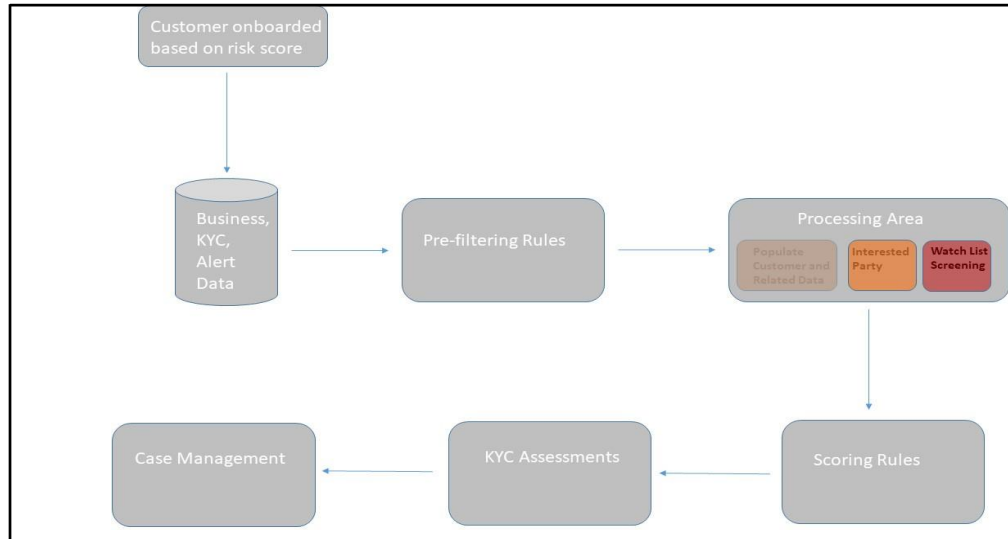 Customer onboarded
based on risk score
Business,
KYC,
Alert
Data
Pre-filtering Rules
Processing Area
Populate
Customer and
Related Data
Interested
Party
Watch List
Screening
Scoring Rules
KYC Assessments
Case Management